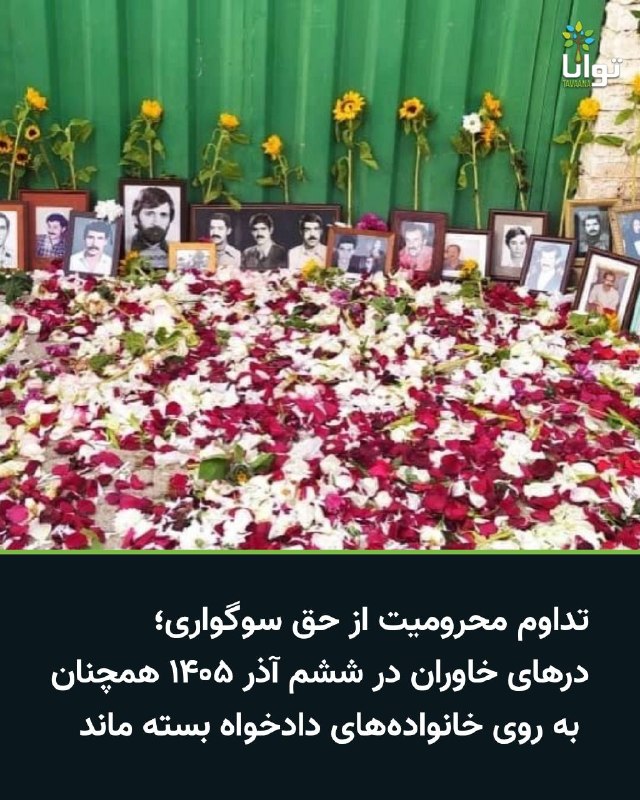 توانا
TAVAANA
تداوم محرومیت از حق سوگواری؛
درهای خاوران در ششم آذر ۱۴۰۵ همچنان
به روی خانواده‌های دادخواه بسته ماند